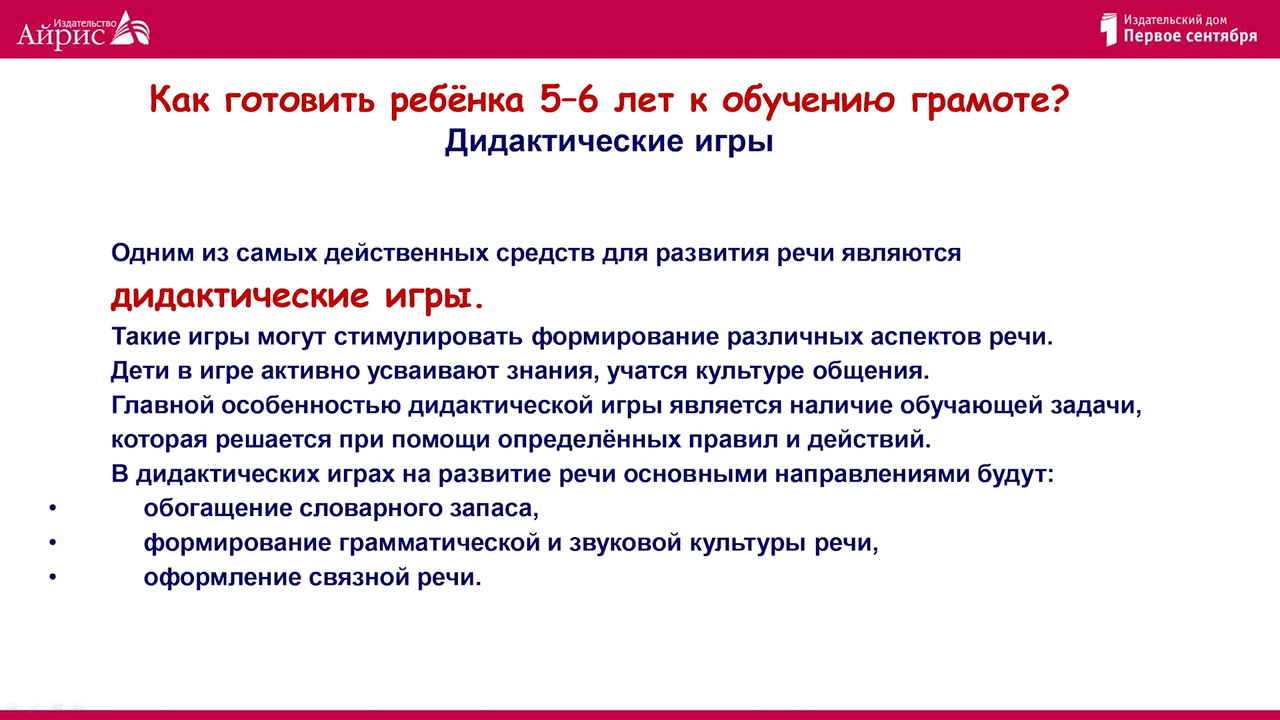 Издательство
Айрис
Издательский дом
Первое сентября
Как готовить ребёнка 5–6 лет к обучению грамоте?
Дидактические игры
Одним из самых действенных средств для развития речи являются
дидактические игры.
Такие игры могут стимулировать формирование различных аспектов речи.
Дети в игре активно усваивают знания, учатся культуре общения.
Главной особенностью дидактической игры является наличие обучающей задачи,
которая решается при помощи определённых правил и действий.
В дидактических играх на развитие речи основными направлениями будут:
• обогащение словарного запаса,
• формирование грамматической и звуковой культуры речи,
• оформление связной речи.